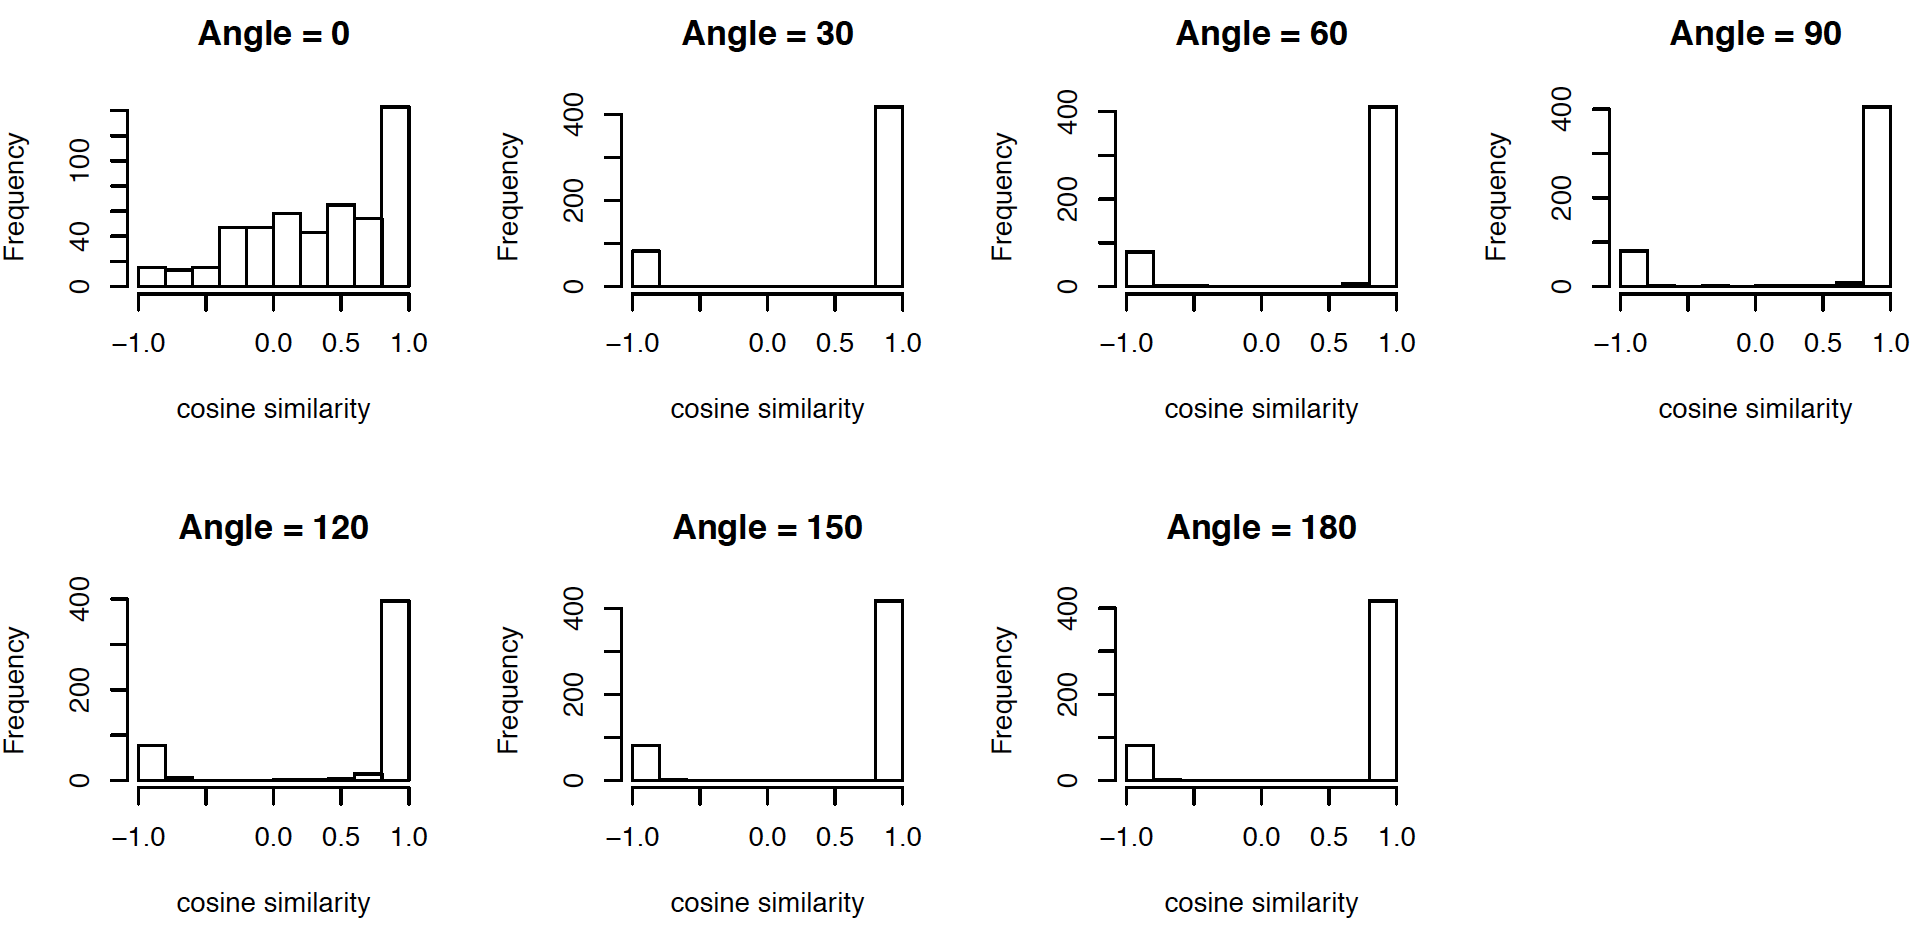 Angle = 0
Frequency
0 40 100
−1.0 0.0 0.5 1.0
cosine similarity
Angle = 30
Frequency
0 200 400
−1.0 0.0 0.5 1.0
cosine similarity
Angle = 60
Frequency
0 200 400
−1.0 0.0 0.5 1.0
cosine similarity
Angle = 90
Frequency
0 200 400
−1.0 0.0 0.5 1.0
cosine similarity
Angle = 120
Frequency
0 200 400
−1.0 0.0 0.5 1.0
cosine similarity
Angle = 150
Frequency
0 200 400
−1.0 0.0 0.5 1.0
cosine similarity
Angle = 180
Frequency
0 200 400
−1.0 0.0 0.5 1.0
cosine similarity